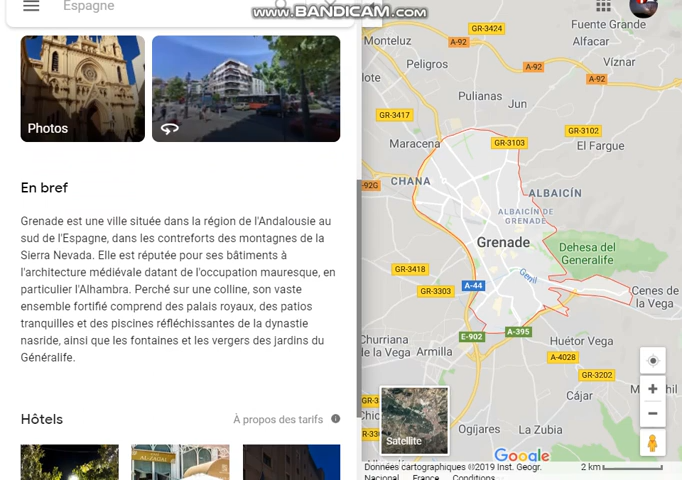 www.BANDICAM.com
Espagne
Photos
En bref
Grenade est une ville située dans la région de l'Andalousie au
sud de l'Espagne, dans les contreforts des montagnes de la
Sierra Nevada. Elle est réputée pour ses bâtiments à
l'architecture médiévale datant de l'occupation mauresque, en
particulier l'Alhambra. Perché sur une colline, son vaste
ensemble fortifié comprend des palais royaux, des patios
tranquilles et des piscines réfléchissantes de la dynastie
nasride, ainsi que les fontaines et les vergers des jardins du
Généralife.
Hôtels
À propos des tarifs
GR-3424
Fuente Grande
Monteluz
A-92
Alfacar
Peligros
Víznar
A-92
A-92
Pulianas
Jun
GR-3417
GR-3102
Maracena
GR-3103
El Fargue
CHANA
-92G
ALBAICÍN
ALBAICÍN DE
GRENADE
Grenade
Dehesa del
Generalife
GR-3418
A-44
Genil
GR-3303
Cenes de
la Vega
Churriana
de la Vega
Armilla
E-902
A-395
Huétor Vega
A-4028
GR-3202
Cájar
Satellite
Ogíjares
La Zubia
Google
Données cartographiques ©2019 Inst. Geogr.
2 km
Nacional
France
Conditions